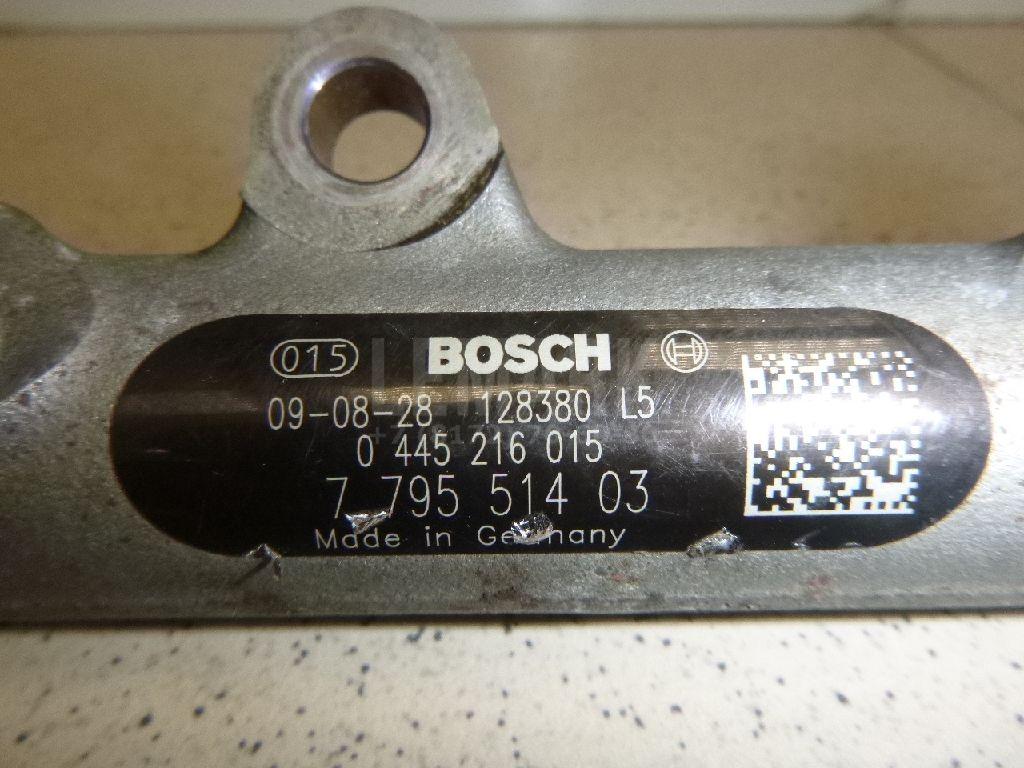 015 BOSCH
09-08-28 128380 L5
0 445 216 015
7 795 514 03
Made in Germany